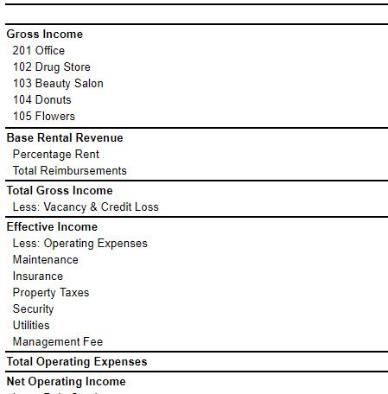 Gross Income
201 Office
102 Drug Store
103 Beauty Salon
104 Donuts
105 Flowers
Base Rental Revenue
Percentage Rent
Total Reimbursements
Total Gross Income
Less: Vacancy & Credit Loss
Effective Income
Less: Operating Expenses
Maintenance
Insurance
Property Taxes
Security
Utilities
Management Fee
Total Operating Expenses
Net Operating Income